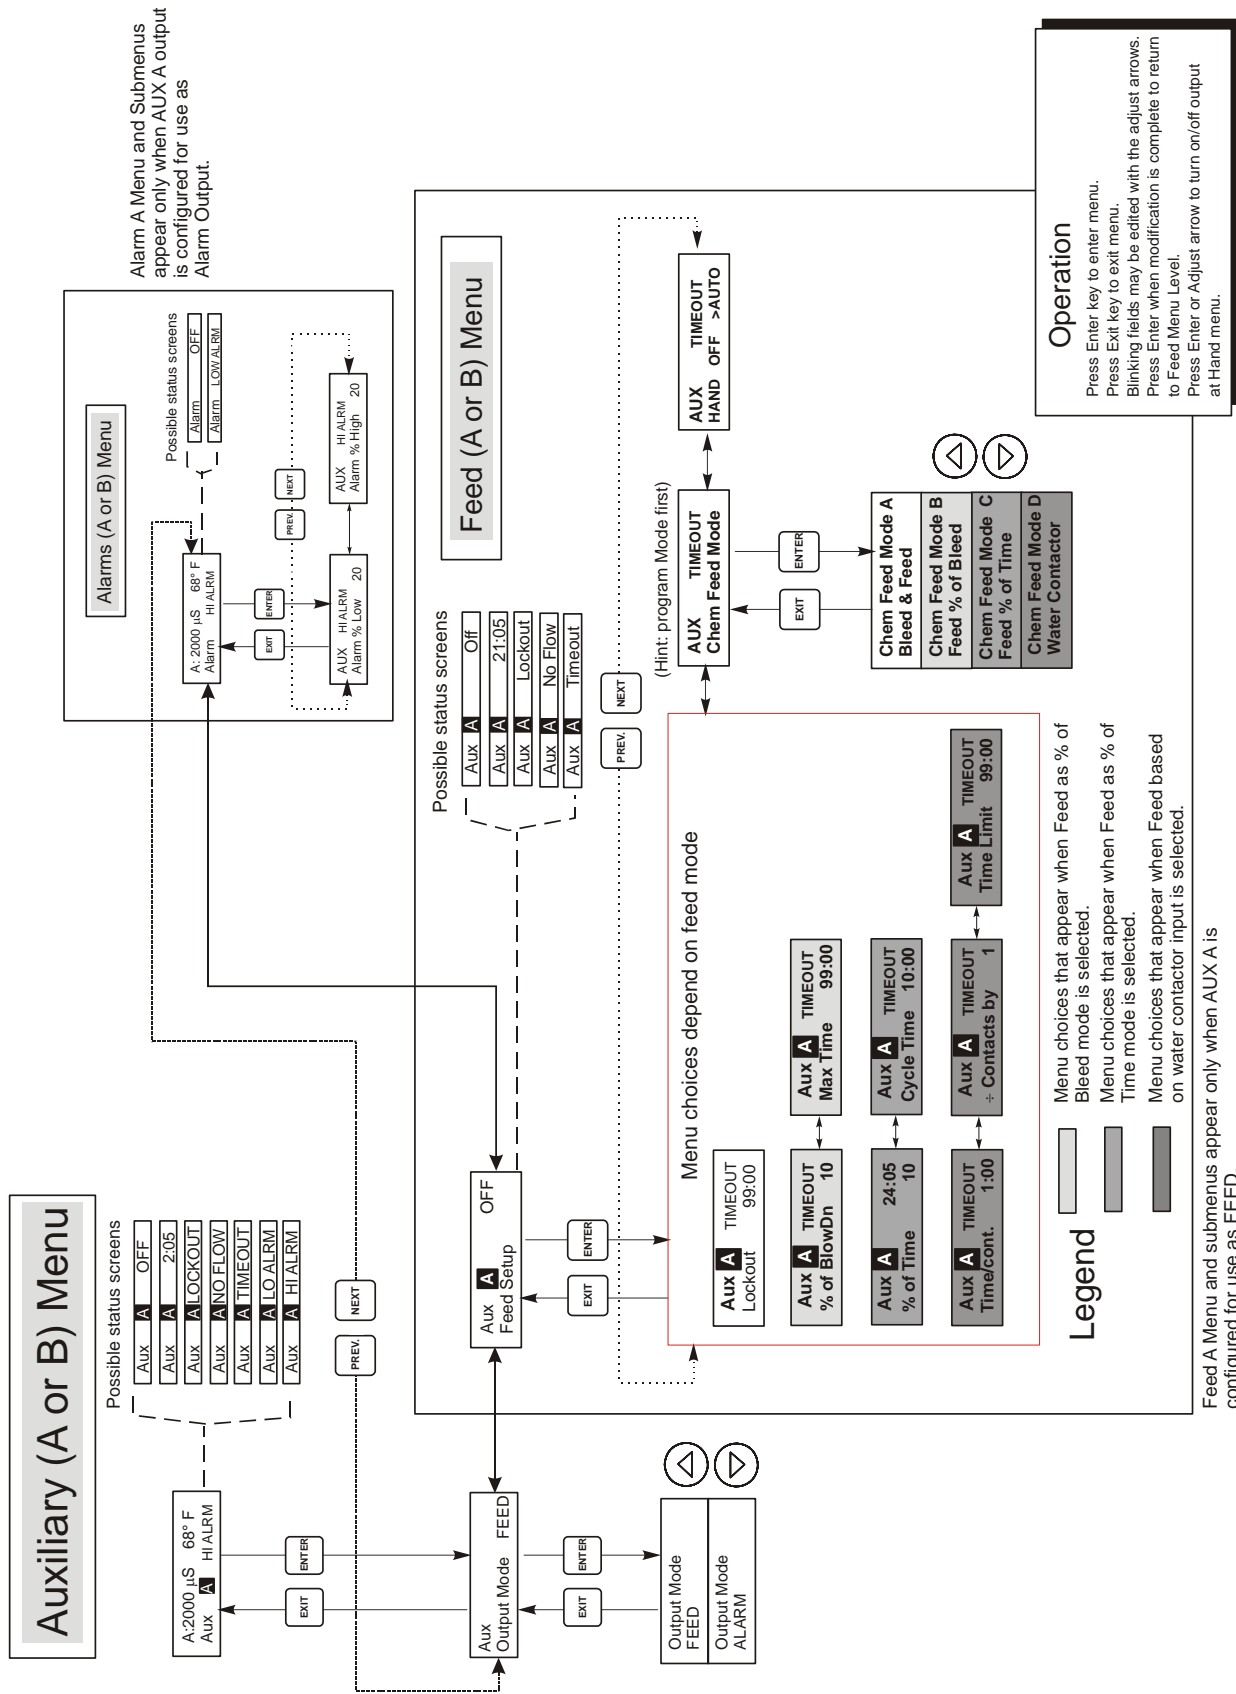 Auxiliary (A or B) Menu
Possible status screens
Aux A OFF
Aux A 2:05
Aux A LOCKOUT
Aux A NO FLOW
Aux A TIMEOUT
Aux A LO ALRM
Aux A HI ALRM
A:2000 µS 68° F
Aux A HI ALRM
EXIT
ENTER
Aux
Output Mode FEED
EXIT
ENTER
Output Mode
FEED
Output Mode
ALARM
PREV.
NEXT
Alarm A Menu and Submenus
appear only when AUX A output
is configured for use as
Alarm Output.
Alarms (A or B) Menu
Possible status screens
Alarm OFF
Alarm LOW ALRM
A: 2000 µS 68° F
Alarm HI ALRM
EXIT
ENTER
PREV.
NEXT
AUX HI ALRM
Alarm % Low 20
AUX HI ALRM
Alarm % High 20
Feed (A or B) Menu
Possible status screens
Aux A Off
Aux A 21:05
Aux A Lockout
Aux A No Flow
Aux A Timeout
Aux A OFF
Feed Setup
EXIT
ENTER
PREV.
NEXT
Menu choices depend on feed mode
Aux A TIMEOUT
Lockout 99:00
Aux A TIMEOUT
% of BlowDn 10
Aux A TIMEOUT
Max Time 99:00
Aux A 24:05
% of Time 10
Aux A TIMEOUT
Cycle Time 10:00
Aux A TIMEOUT
Time/cont. 1:00
Aux A TIMEOUT
÷ Contacts by 1
Aux A TIMEOUT
Time Limit 99:00
(Hint: program Mode first)
AUX TIMEOUT
Chem Feed Mode
AUX TIMEOUT
HAND OFF >AUTO
EXIT
ENTER
Chem Feed Mode A
Bleed & Feed
Chem Feed Mode B
Feed % of Bleed
Chem Feed Mode C
Feed % of Time
Chem Feed Mode D
Water Contactor
Legend
Menu choices that appear when Feed as % of
Bleed mode is selected.
Menu choices that appear when Feed as % of
Time mode is selected.
Menu choices that appear when Feed based
on water contactor input is selected.
Operation
Press Enter key to enter menu.
Press Exit key to exit menu.
Blinking fields may be edited with the adjust arrows.
Press Enter when modification is complete to return
to Feed Menu Level.
Press Enter or Adjust arrow to turn on/off output
at Hand menu.
Feed A Menu and submenus appear only when AUX A is
configured for use as FEED.